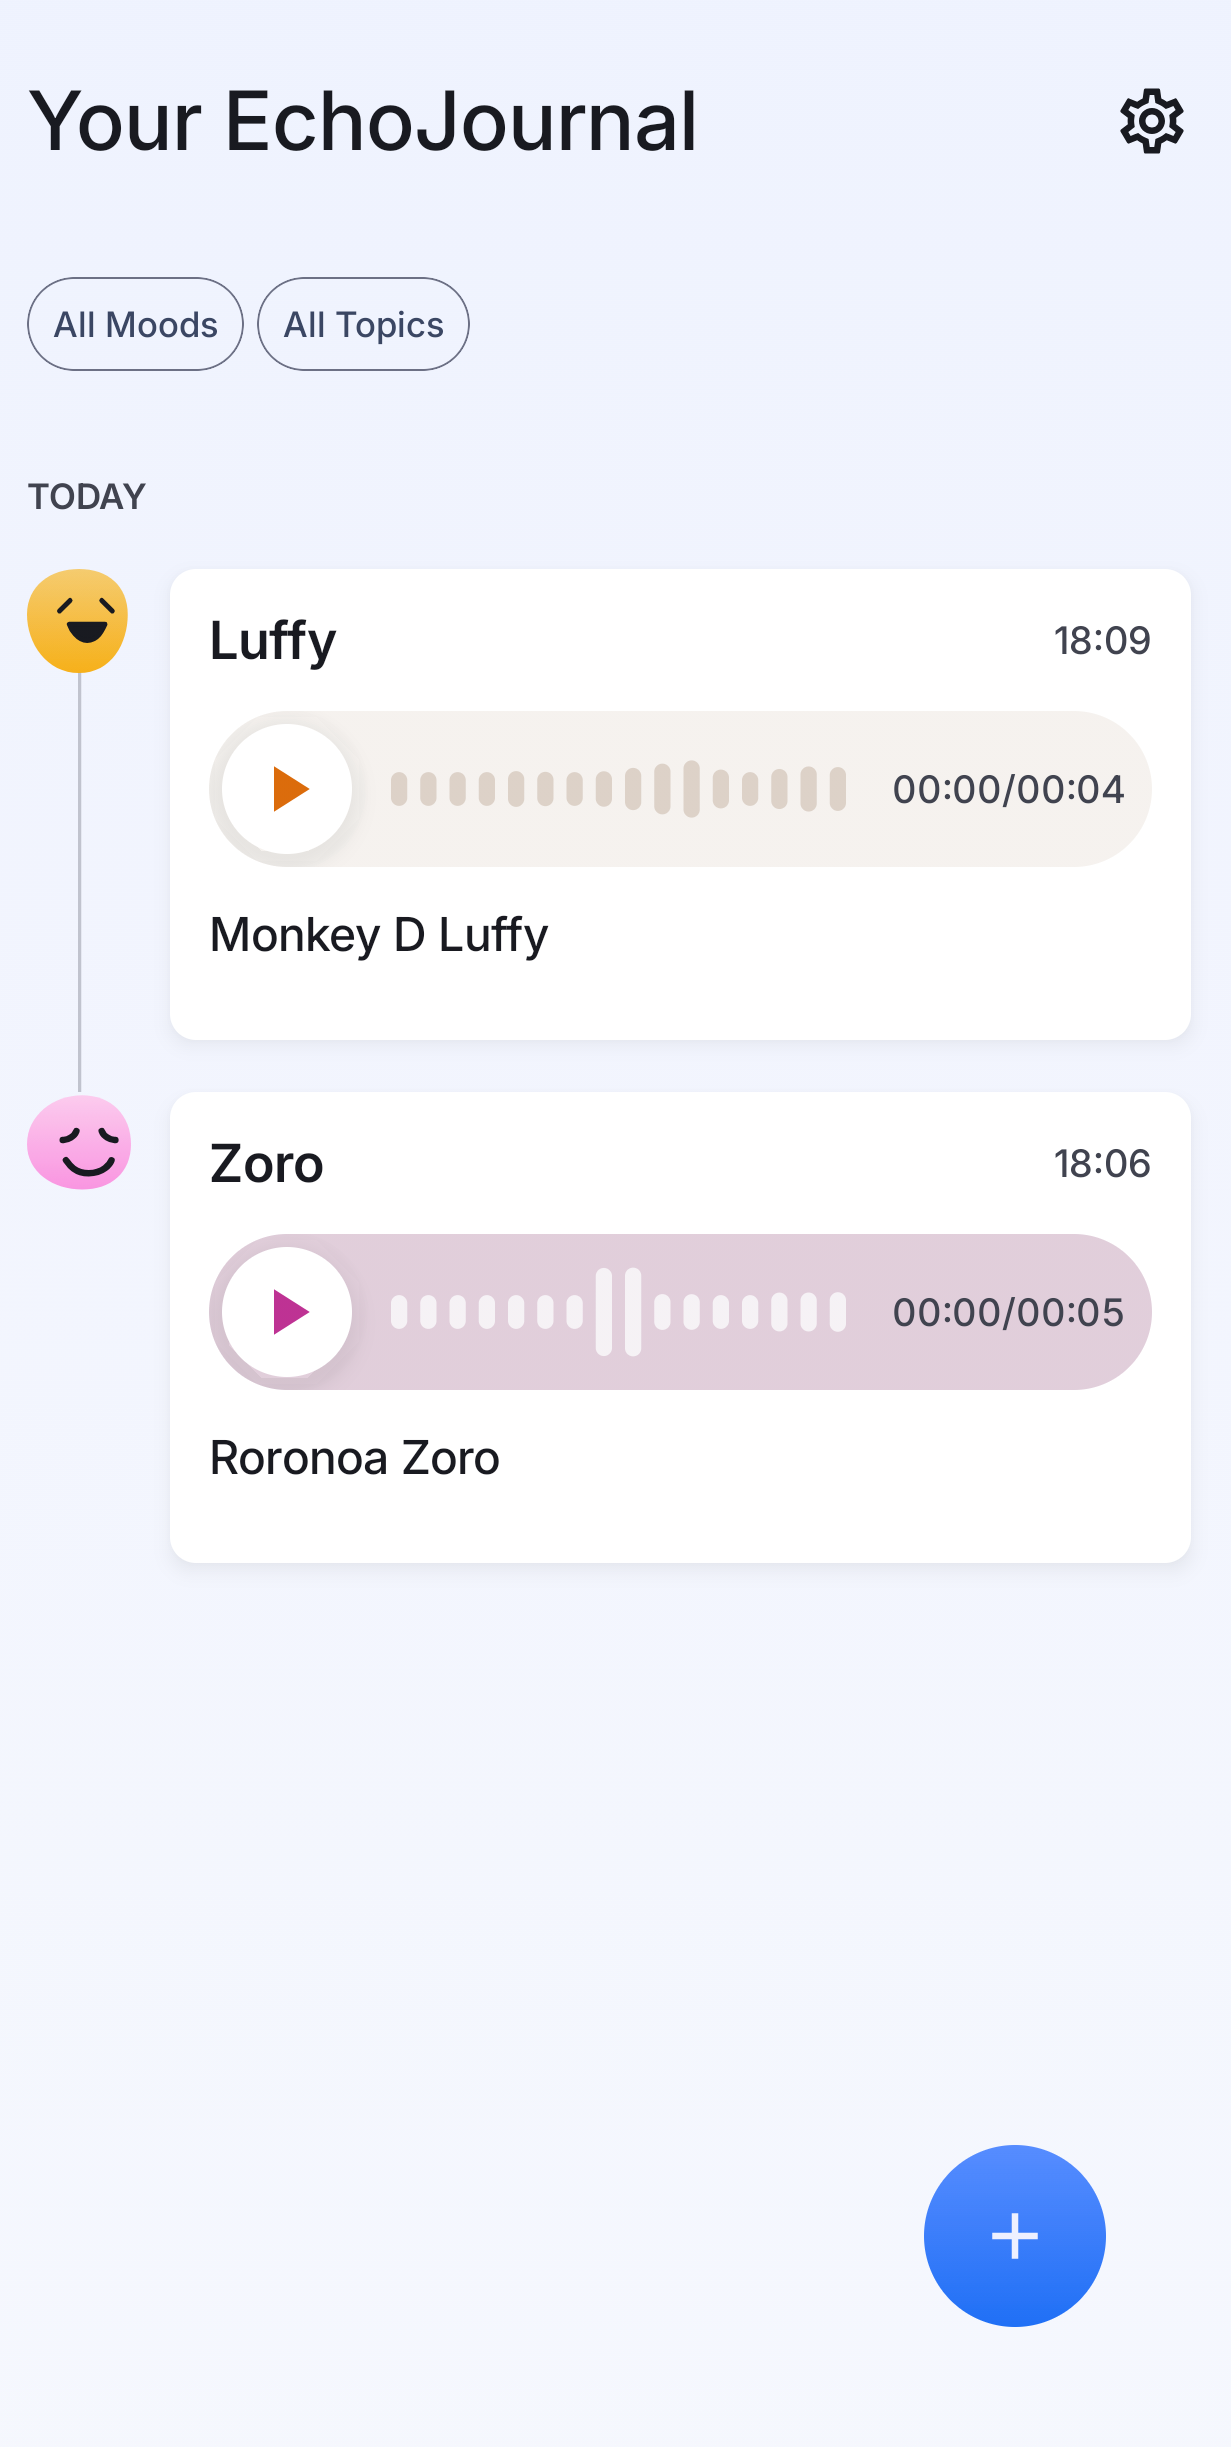 Your EchoJournal
All Moods
All Topics
TODAY
Luffy
18:09
00:00/00:04
Monkey D Luffy
Zoro
18:06
00:00/00:05
Roronoa Zoro